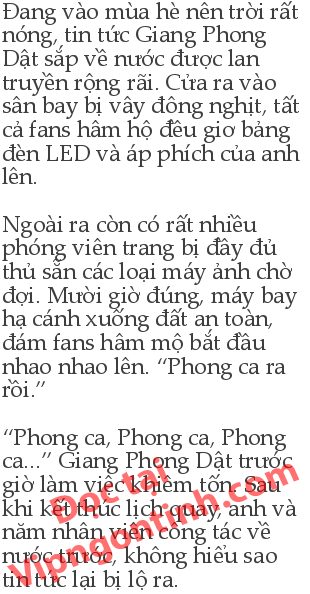 Đang vào mùa hè nên trời rất
nóng, tin tức Giang Phong
Dật sắp về nước được lan
truyền rộng rãi. Cửa ra vào
sân bay bị vây đông nghịt, tất
cả fans hâm hộ đều giơ bảng
đèn LED và áp phích của anh
lên.

Ngoài ra còn có rất nhiều
phóng viên trang bị đầy đủ
thủ sẵn các loại máy ảnh chờ
đợi. Mười giờ đúng, máy bay
hạ cánh xuống đất an toàn,
đám fans hâm mộ bắt đầu
nhao nhao lên. “Phong ca ra
rồi.”

“Phong ca, Phong ca, Phong
ca...” Giang Phong Dật trước
giờ làm việc khiêm tốn. Sau
khi kết thúc lịch quay, anh và
năm nhân viên công tác về
nước trước, không hiểu sao
tin tức lại bị lộ ra.
Đọc tại
Vipngontinh.com